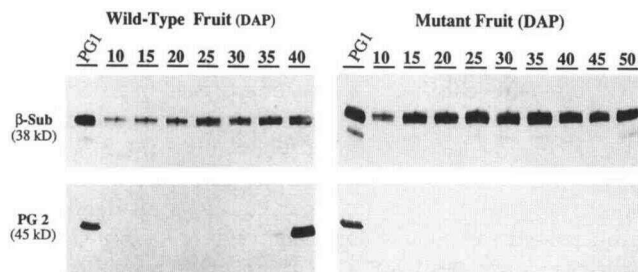 Wild-Type Fruit (DAP) Mutant Fruit (DAP)
PG1 10 15 20 25 30 35 40 PG1 10 15 20 25 30 35 40 45 50
β-Sub
(38 kD)
PG 2
(45 kD)